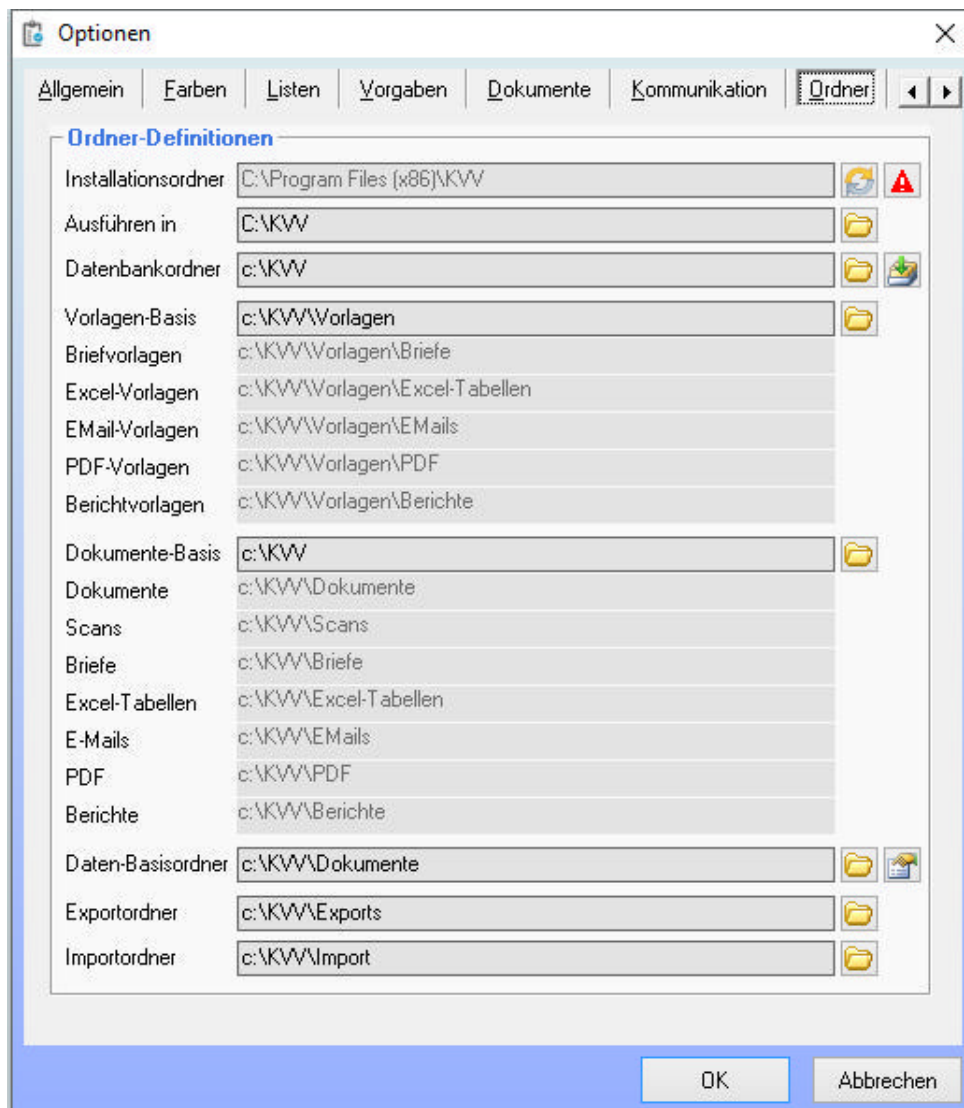 Optionen
Allgemein Farben Listen Vorgaben Dokumente Kommunikation Ordner
Ordner-Definitionen
Installationsordner C:\Program Files (x86)\KVV
Ausführen in C:\KVV
Datenbankordner c:\KVV
Vorlagen-Basis c:\KVV\Vorlagen
Briefvorlagen c:\KVV\Vorlagen\Briefe
Excel-Vorlagen c:\KVV\Vorlagen\Excel-Tabellen
EMail-Vorlagen c:\KVV\Vorlagen\EMails
PDF-Vorlagen c:\KVV\Vorlagen\PDF
Berichtvorlagen c:\KVV\Vorlagen\Berichte
Dokumente-Basis c:\KVV
Dokumente c:\KVV\Dokumente
Scans c:\KVV\Scans
Briefe c:\KVV\Briefe
Excel-Tabellen c:\KVV\Excel-Tabellen
E-Mails c:\KVV\EMails
PDF c:\KVV\PDF
Berichte c:\KVV\Berichte
Daten-Basisordner c:\KVV\Dokumente
Exportordner c:\KVV\Exports
Importordner c:\KVV\Import
OK Abbrechen